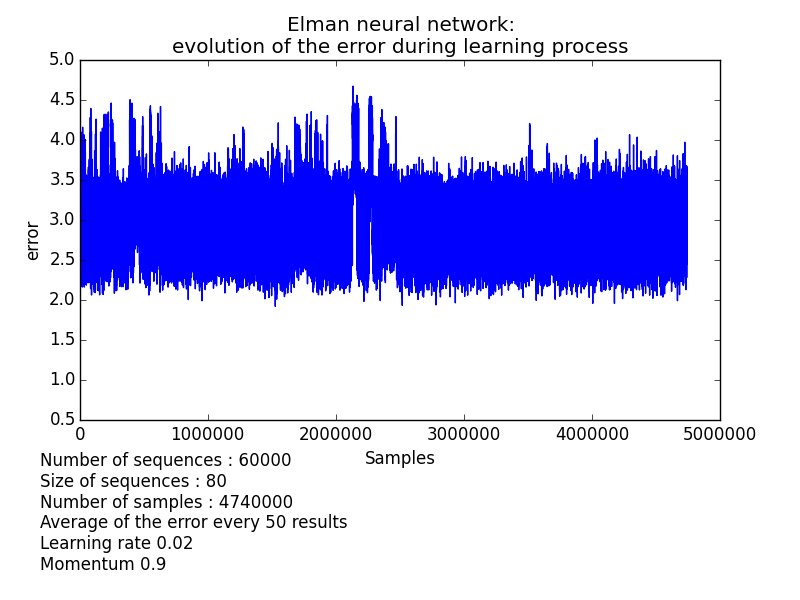 Elman neural network:
evolution of the error during learning process
5.0
4.5
4.0
3.5
3.0
2.5
2.0
1.5
1.0
0.5
error
0 1000000 2000000 3000000 4000000 5000000
Samples
Number of sequences : 60000
Size of sequences : 80
Number of samples : 4740000
Average of the error every 50 results
Learning rate 0.02
Momentum 0.9